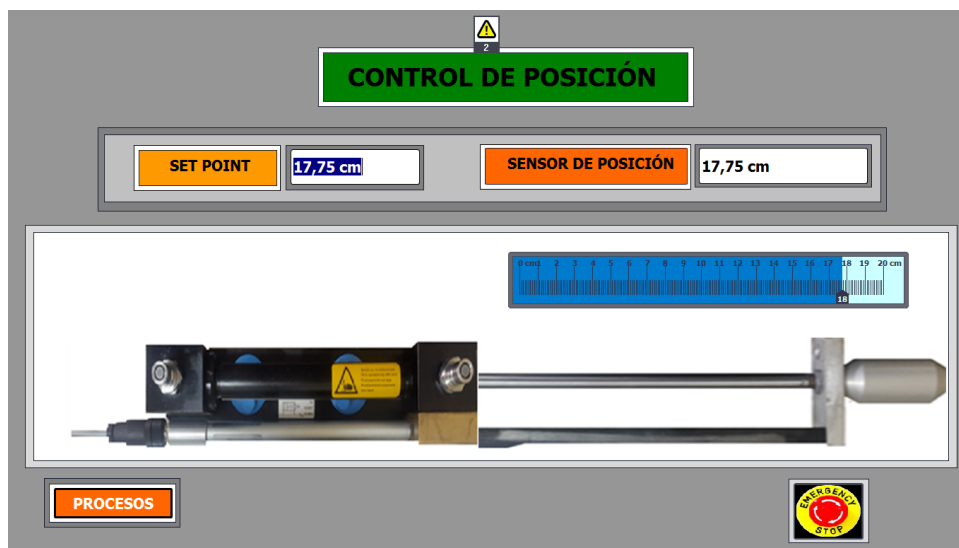 2
CONTROL DE POSICIÓN
SET POINT
17,75 cm
SENSOR DE POSICIÓN
17,75 cm
0 cm1 2 3 4 5 6 7 8 9 10 11 12 13 14 15 16 17 18 19 20 cm
18
PROCESOS
EMERGENCY
STOP